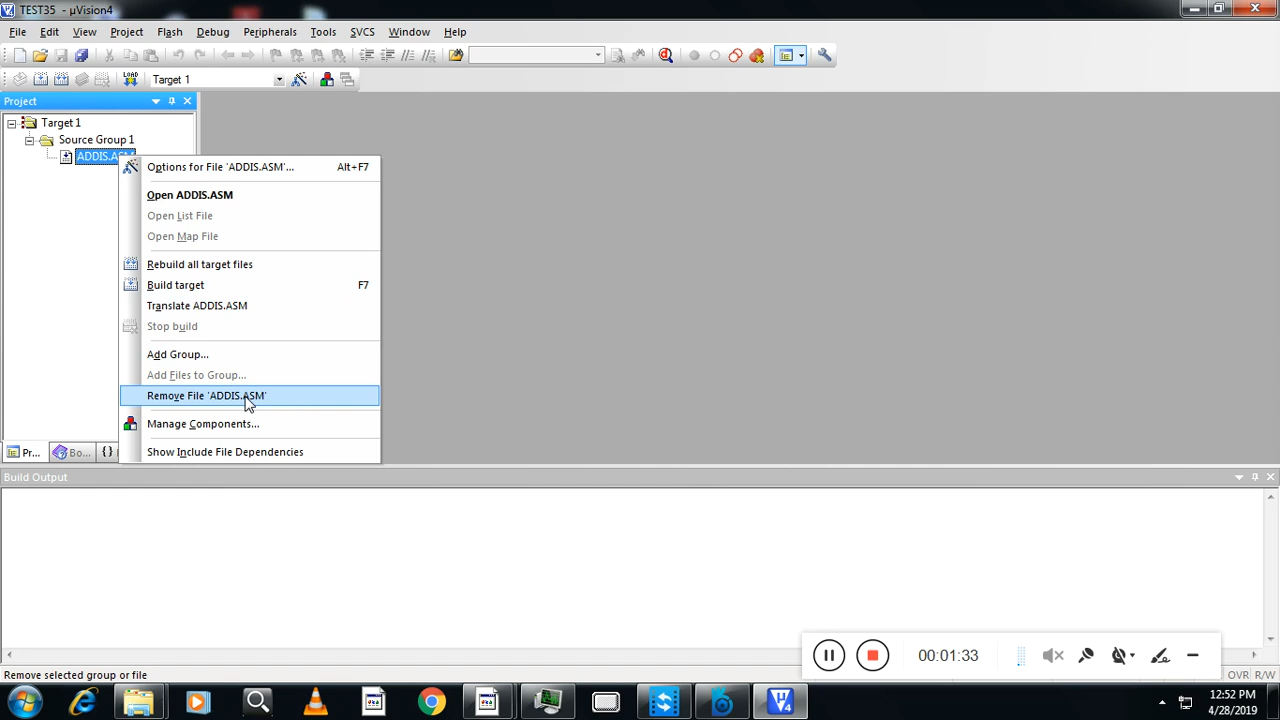 TEST35 - µVision4
File Edit View Project Flash Debug Peripherals Tools SVCS Window Help
LOAD Target 1
Project
Target 1
Source Group 1
ADDIS.ASM
Options for File 'ADDIS.ASM'... Alt+F7
Open ADDIS.ASM
Open List File
Open Map File
Rebuild all target files
Build target F7
Translate ADDIS.ASM
Stop build
Add Group...
Add Files to Group...
Remove File 'ADDIS.ASM'
Manage Components...
Show Include File Dependencies
Pr... Bo... {}
Build Output
00:01:33
Remove selected group or file
OVR R/W
12:52 PM
4/28/2019